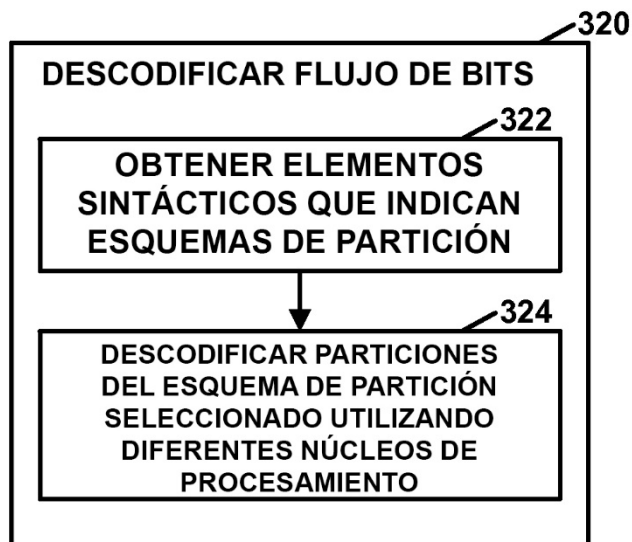 320
DESCODIFICAR FLUJO DE BITS
322
OBTENER ELEMENTOS
SINTÁCTICOS QUE INDICAN
ESQUEMAS DE PARTICIÓN
324
DESCODIFICAR PARTICIONES
DEL ESQUEMA DE PARTICIÓN
SELECCIONADO UTILIZANDO
DIFERENTES NÚCLEOS DE
PROCESAMIENTO